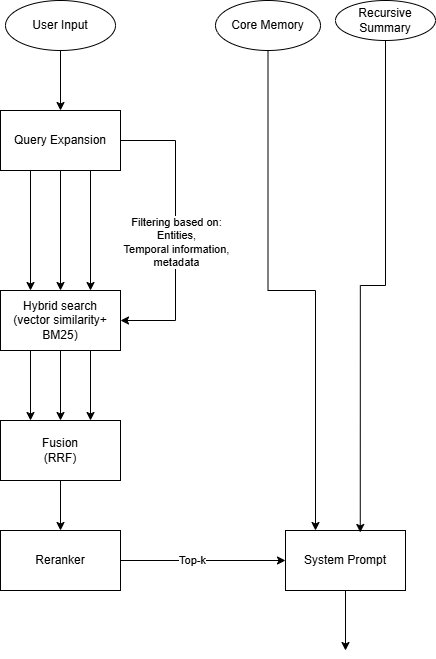 User Input
Core Memory
Recursive
Summary
Query Expansion
Filtering based on:
Entities,
Temporal information,
metadata
Hybrid search
(vector similarity+
BM25)
Fusion
(RRF)
Reranker
Top-k
System Prompt